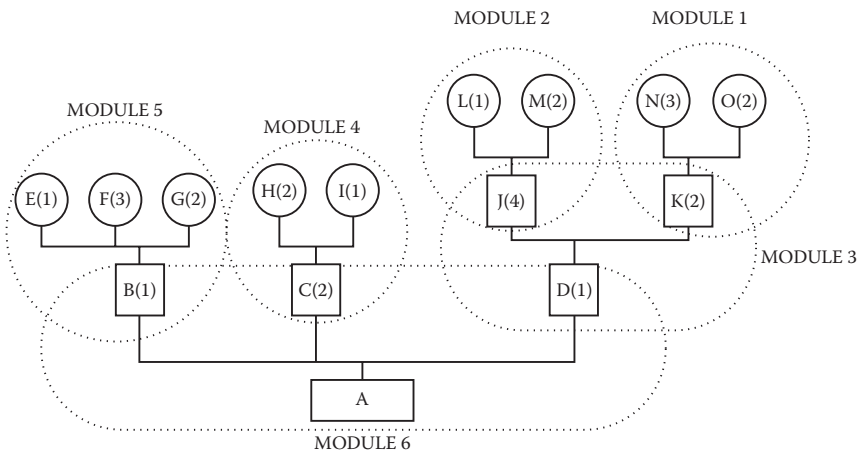 MODULE 2 MODULE 1
L(1) M(2) N(3) O(2)
MODULE 5
MODULE 4
E(1) F(3) G(2) H(2) I(1) J(4) K(2)
MODULE 3
B(1) C(2) D(1)
A
MODULE 6